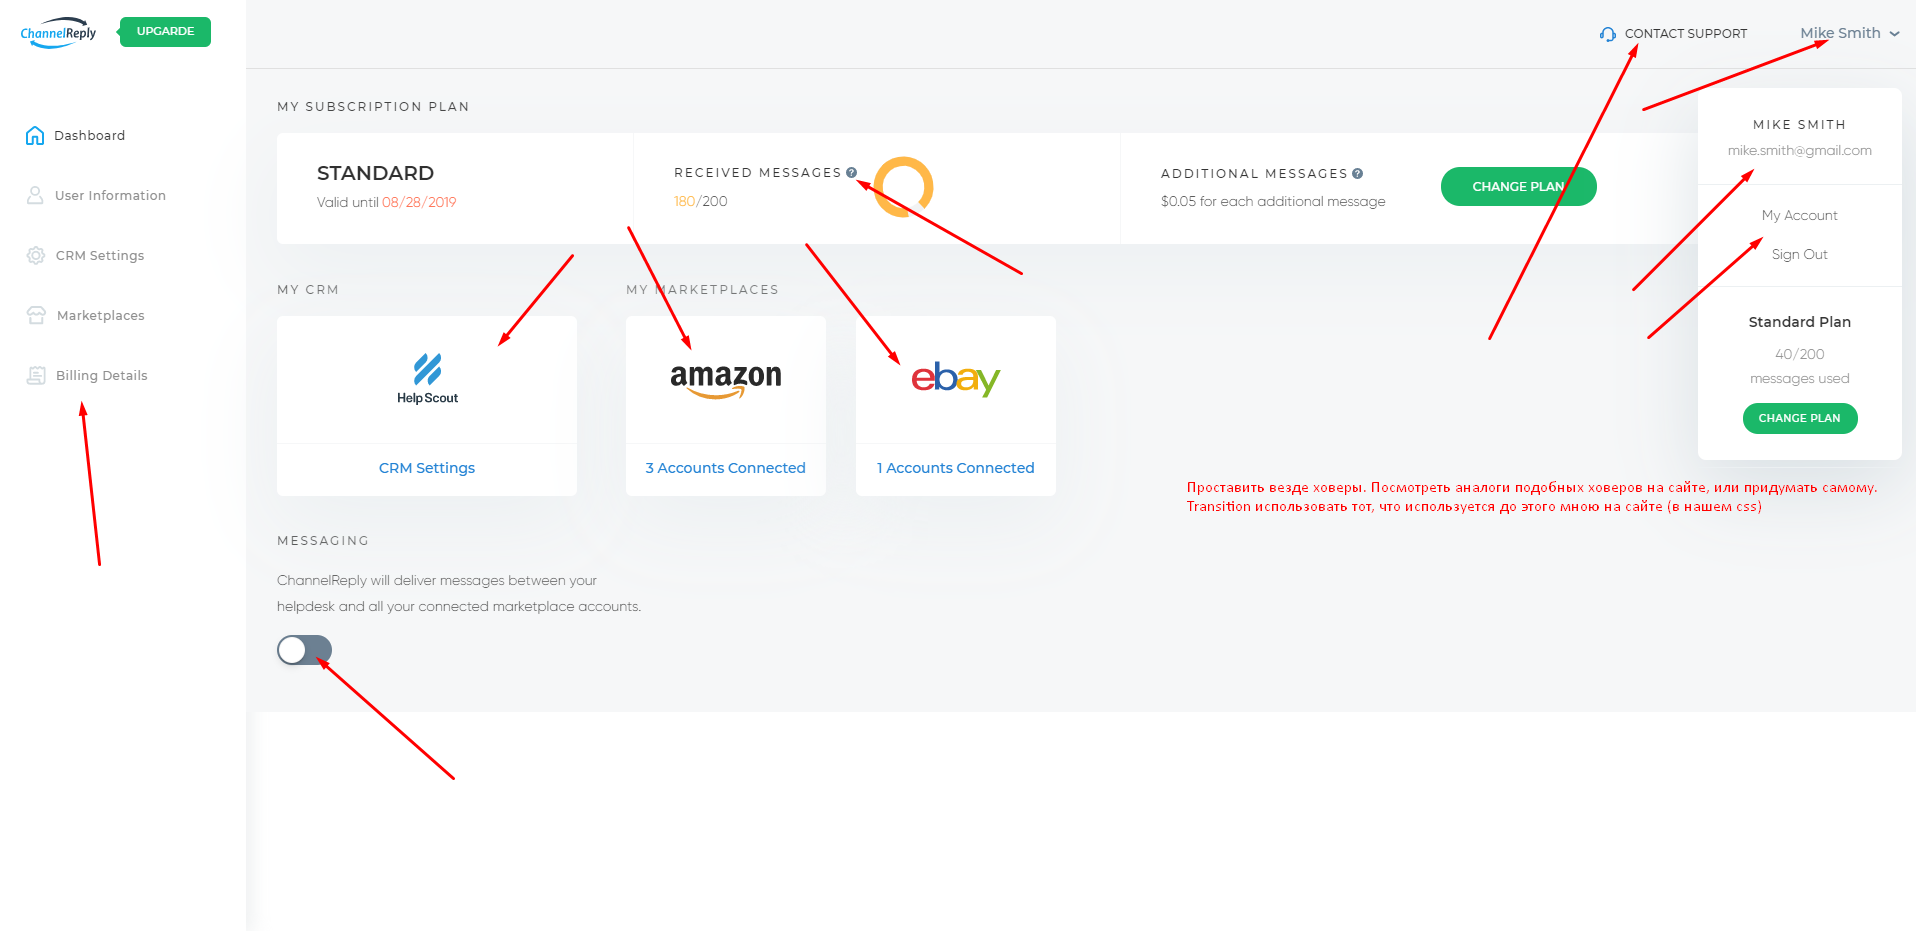 ChannelReply
UPGARDE
CONTACT SUPPORT
Mike Smith
Dashboard
User Information
CRM Settings
Marketplaces
Billing Details
MY SUBSCRIPTION PLAN
STANDARD
Valid until 08/28/2019
RECEIVED MESSAGES ?
180/200
ADDITIONAL MESSAGES ?
$0.05 for each additional message
CHANGE PLAN
MIKE SMITH
mike.smith@gmail.com
My Account
Sign Out
Standard Plan
40/200
messages used
CHANGE PLAN
MY CRM
Help Scout
CRM Settings
MY MARKETPLACES
amazon
3 Accounts Connected
ebay
1 Accounts Connected
Проставить везде ховеры. Посмотреть аналоги подобных ховеров на сайте, или придумать самому.
Transition использовать тот, что используется до этого мною на сайте (в нашем css)
MESSAGING
ChannelReply will deliver messages between your
helpdesk and all your connected marketplace accounts.